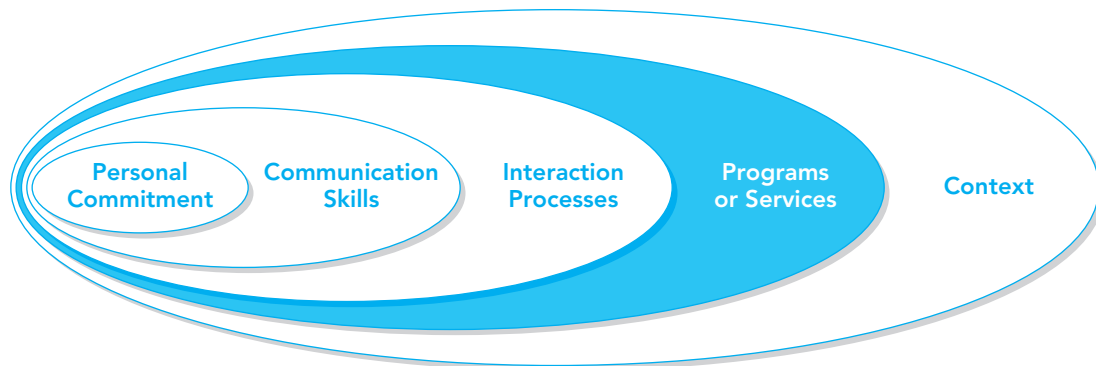 Personal
Commitment
Communication
Skills
Interaction
Processes
Programs
or Services
Context